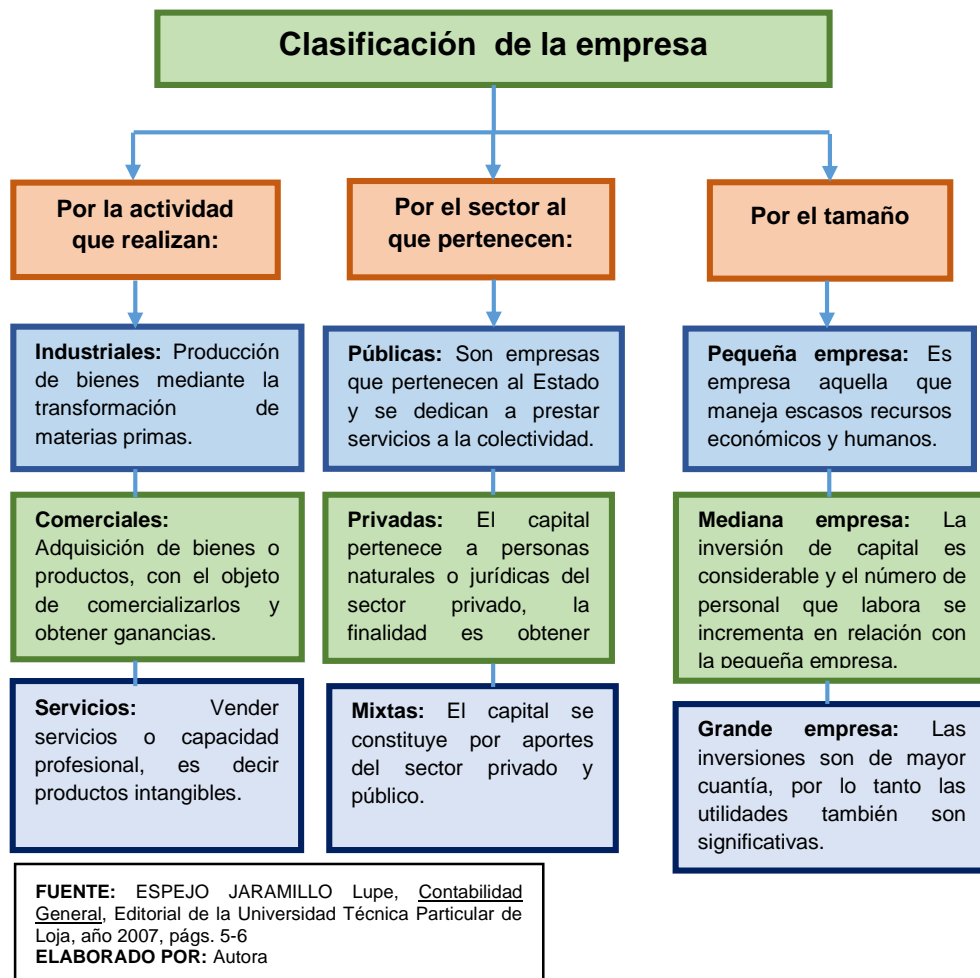 Clasificación de la empresa
Por la actividad
que realizan:
Industriales: Producción
de bienes mediante la
transformación de
materias primas.
Comerciales:
Adquisición de bienes o
productos, con el objeto
de comercializarlos y
obtener ganancias.
Servicios: Vender
servicios o capacidad
profesional, es decir
productos intangibles.
Por el sector al
que pertenecen:
Públicas: Son empresas
que pertenecen al Estado
y se dedican a prestar
servicios a la colectividad.
Privadas: El capital
pertenece a personas
naturales o jurídicas del
sector privado, la
finalidad es obtener
Mixtas: El capital se
constituye por aportes
del sector privado y
público.
Por el tamaño
Pequeña empresa: Es
empresa aquella que
maneja escasos recursos
económicos y humanos.
Mediana empresa: La
inversión de capital es
considerable y el número de
personal que labora se
incrementa en relación con
la pequeña empresa.
Grande empresa: Las
inversiones son de mayor
cuantía, por lo tanto las
utilidades también son
significativas.
FUENTE: ESPEJO JARAMILLO Lupe, Contabilidad
General, Editorial de la Universidad Técnica Particular de
Loja, año 2007, págs. 5-6
ELABORADO POR: Autora